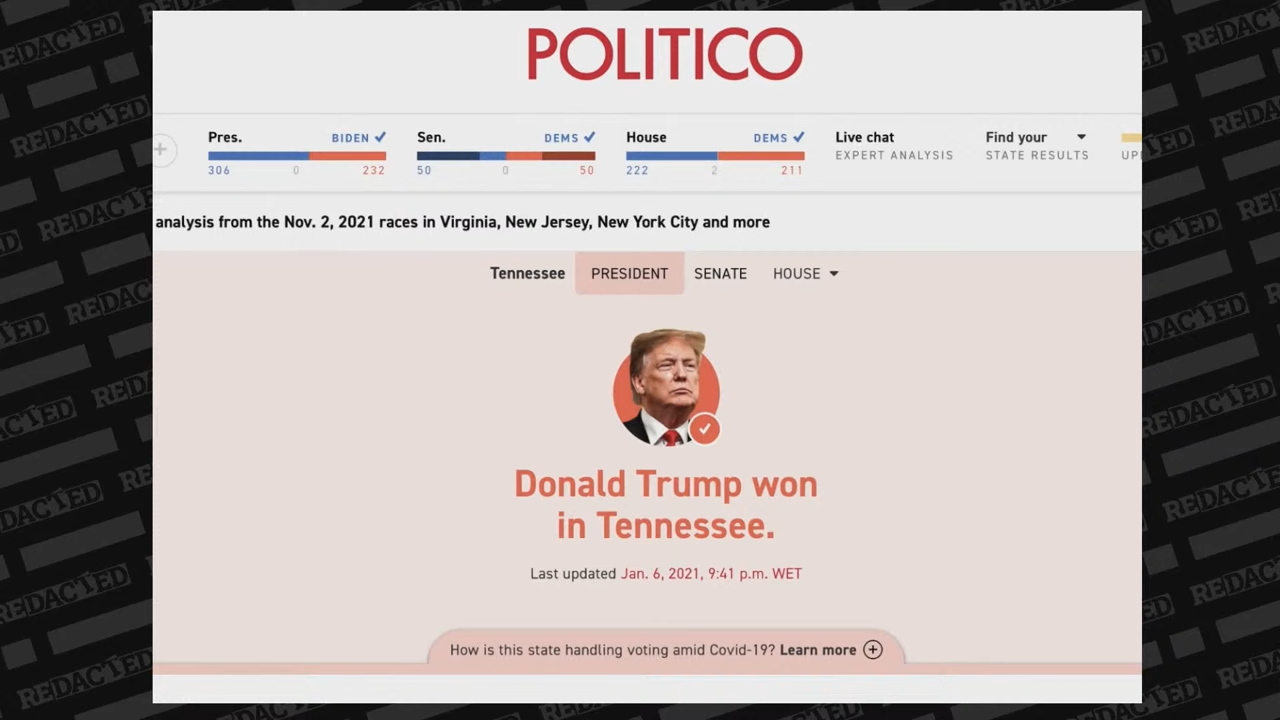 POLITICO
Pres. BIDEN ✓ Sen. DEMS ✓ House DEMS ✓ Live chat Find your
306 0 232 50 0 50 222 2 211 EXPERT ANALYSIS STATE RESULTS
analysis from the Nov. 2, 2021 races in Virginia, New Jersey, New York City and more
Tennessee PRESIDENT SENATE HOUSE
Donald Trump won
in Tennessee.
Last updated Jan. 6, 2021, 9:41 p.m. WET
How is this state handling voting amid Covid-19? Learn more
REDACTED
REDACTED
REDACTED
REDACTED